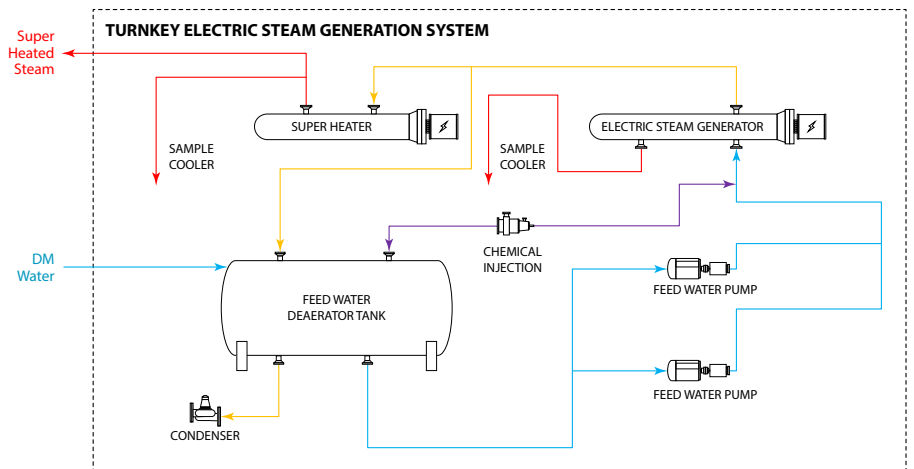 TURNKEY ELECTRIC STEAM GENERATION SYSTEM
Super
Heated
Steam
SUPER HEATER
ELECTRIC STEAM GENERATOR
SAMPLE
COOLER
SAMPLE
COOLER
DM
Water
CHEMICAL
INJECTION
FEED WATER
DEAERATOR TANK
FEED WATER PUMP
FEED WATER PUMP
CONDENSER